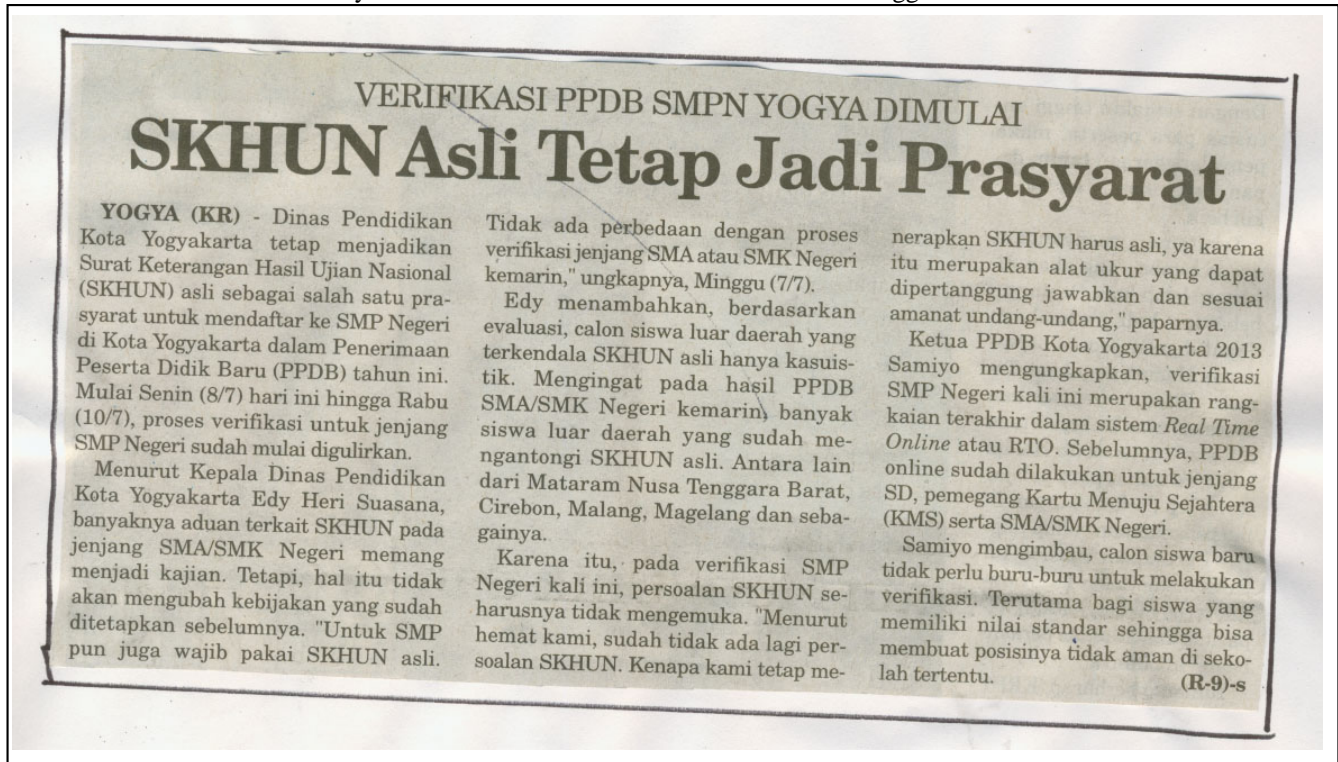 VERIFIKASI PPDB SMPN YOGYA DIMULAI
SKHUN Asli Tetap Jadi Prasyarat
YOGYA (KR) - Dinas Pendidikan
Kota Yogyakarta tetap menjadikan
Surat Keterangan Hasil Ujian Nasional
(SKHUN) asli sebagai salah satu pra-
syarat untuk mendaftar ke SMP Negeri
di Kota Yogyakarta dalam Penerimaan
Peserta Didik Baru (PPDB) tahun ini.
Mulai Senin (8/7) hari ini hingga Rabu
(10/7), proses verifikasi untuk jenjang
SMP Negeri sudah mulai digulirkan.
Menurut Kepala Dinas Pendidikan
Kota Yogyakarta Edy Heri Suasana,
banyaknya aduan terkait SKHUN pada
jenjang SMA/SMK Negeri memang
menjadi kajian. Tetapi, hal itu tidak
akan mengubah kebijakan yang sudah
ditetapkan sebelumnya. "Untuk SMP
pun juga wajib pakai SKHUN asli.
Tidak ada perbedaan dengan proses
verifikasi jenjang SMA atau SMK Negeri
kemarin," ungkapnya, Minggu (7/7).
Edy menambahkan, berdasarkan
evaluasi, calon siswa luar daerah yang
terkendala SKHUN asli hanya kasuis-
tik. Mengingat pada hasil PPDB
SMA/SMK Negeri kemarin, banyak
siswa luar daerah yang sudah me-
ngantongi SKHUN asli. Antara lain
dari Mataram Nusa Tenggara Barat,
Cirebon, Malang, Magelang dan seba-
gainya.
Karena itu, pada verifikasi SMP
Negeri kali ini, persoalan SKHUN se-
harusnya tidak mengemuka. "Menurut
hemat kami, sudah tidak ada lagi per-
soalan SKHUN. Kenapa kami tetap me-
nerapkan SKHUN harus asli, ya karena
itu merupakan alat ukur yang dapat
dipertanggung jawabkan dan sesuai
amanat undang-undang," paparnya.
Ketua PPDB Kota Yogyakarta 2013
Samiyo mengungkapkan, verifikasi
SMP Negeri kali ini merupakan rang-
kaian terakhir dalam sistem Real Time
Online atau RTO. Sebelumnya, PPDB
online sudah dilakukan untuk jenjang
SD, pemegang Kartu Menuju Sejahtera
(KMS) serta SMA/SMK Negeri.
Samiyo mengimbau, calon siswa baru
tidak perlu buru-buru untuk melakukan
verifikasi. Terutama bagi siswa yang
memiliki nilai standar sehingga bisa
membuat posisinya tidak aman di seko-
lah tertentu. (R-9)-s